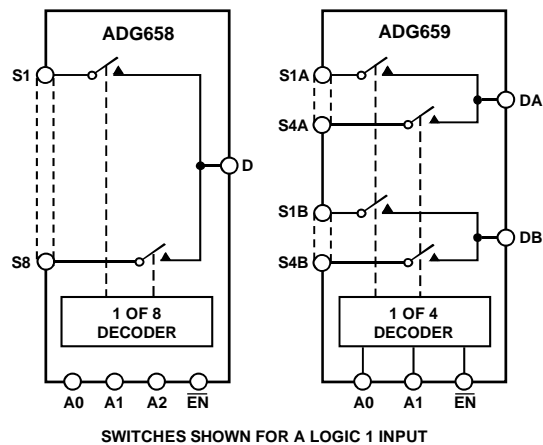 ADG658
S1
D
S8
1 OF 8
DECODER
A0 A1 A2 EN
ADG659
S1A
DA
S4A
S1B
DB
S4B
1 OF 4
DECODER
A0 A1 EN
SWITCHES SHOWN FOR A LOGIC 1 INPUT